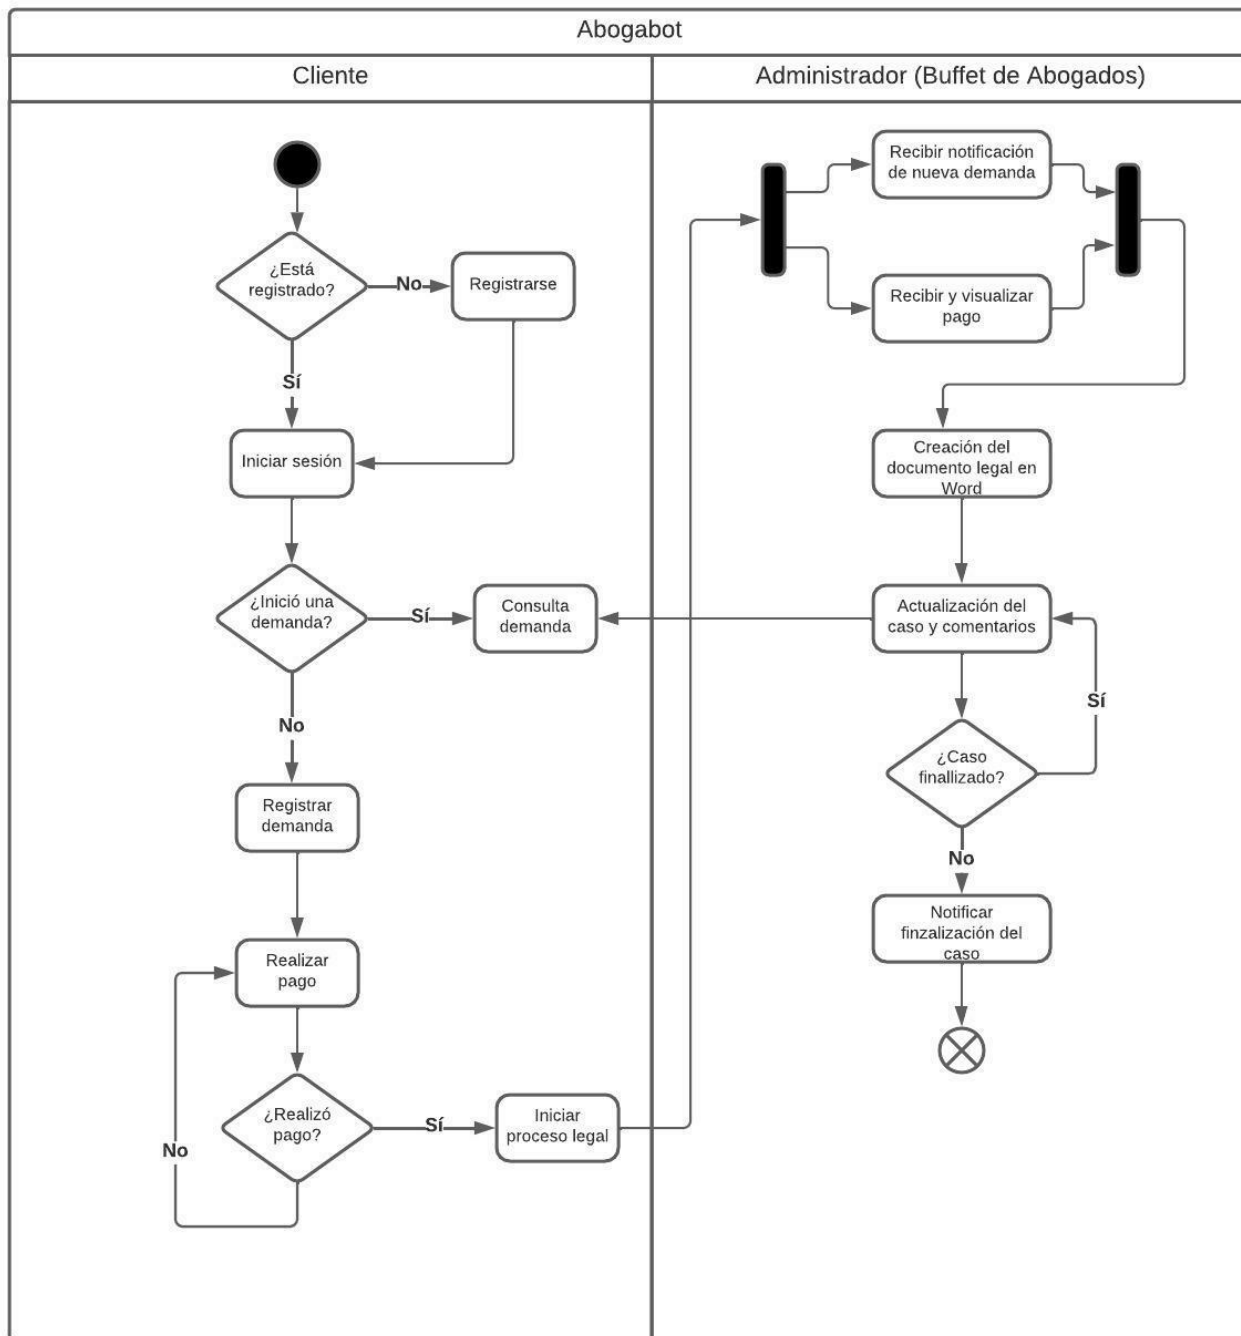 Abogabot
Cliente
Administrador (Buffet de Abogados)
¿Está
registrado?
No
Registrarse
Sí
Iniciar sesión
¿Inició una
demanda?
Sí
Consulta
demanda
No
Registrar
demanda
Realizar
pago
¿Realizó
pago?
No
Sí
Iniciar
proceso legal
Recibir notificación
de nueva demanda
Recibir y visualizar
pago
Creación del
documento legal en
Word
Actualización del
caso y comentarios
Sí
¿Caso
finallizado?
No
Notificar
finzalización del
caso